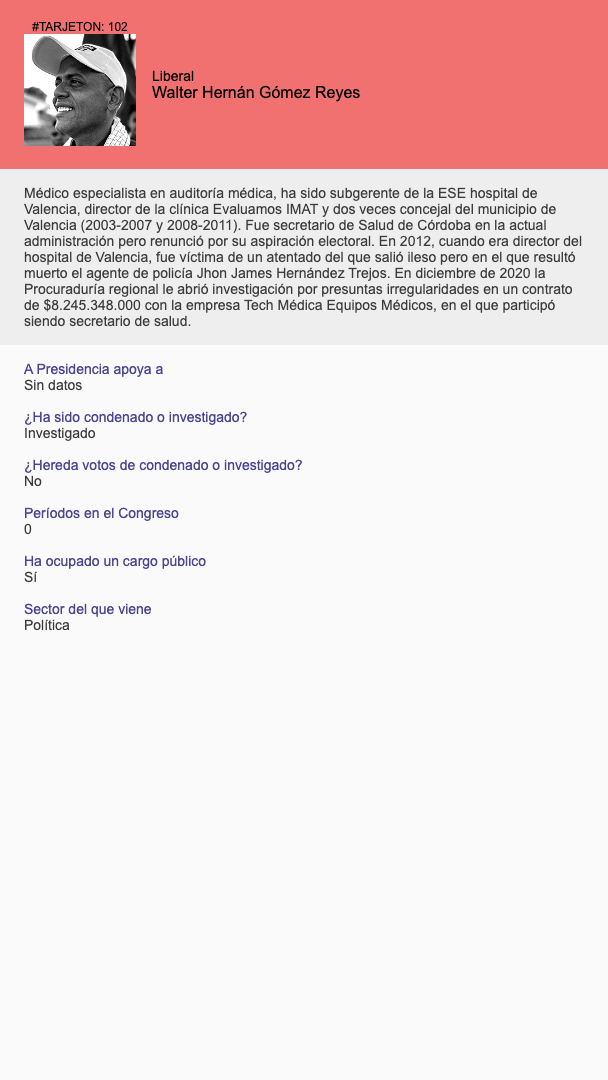 #TARJETON: 102
Liberal
Walter Hernán Gómez Reyes
Médico especialista en auditoría médica, ha sido subgerente de la ESE hospital de
Valencia, director de la clínica Evaluamos IMAT y dos veces concejal del municipio de
Valencia (2003-2007 y 2008-2011). Fue secretario de Salud de Córdoba en la actual
administración pero renunció por su aspiración electoral. En 2012, cuando era director del
hospital de Valencia, fue víctima de un atentado del que salió ileso pero en el que resultó
muerto el agente de policía Jhon James Hernández Trejos. En diciembre de 2020 la
Procuraduría regional le abrió investigación por presuntas irregularidades en un contrato
de $8.245.348.000 con la empresa Tech Médica Equipos Médicos, en el que participó
siendo secretario de salud.
A Presidencia apoya a
Sin datos
¿Ha sido condenado o investigado?
Investigado
¿Hereda votos de condenado o investigado?
No
Períodos en el Congreso
0
Ha ocupado un cargo público
Sí
Sector del que viene
Política